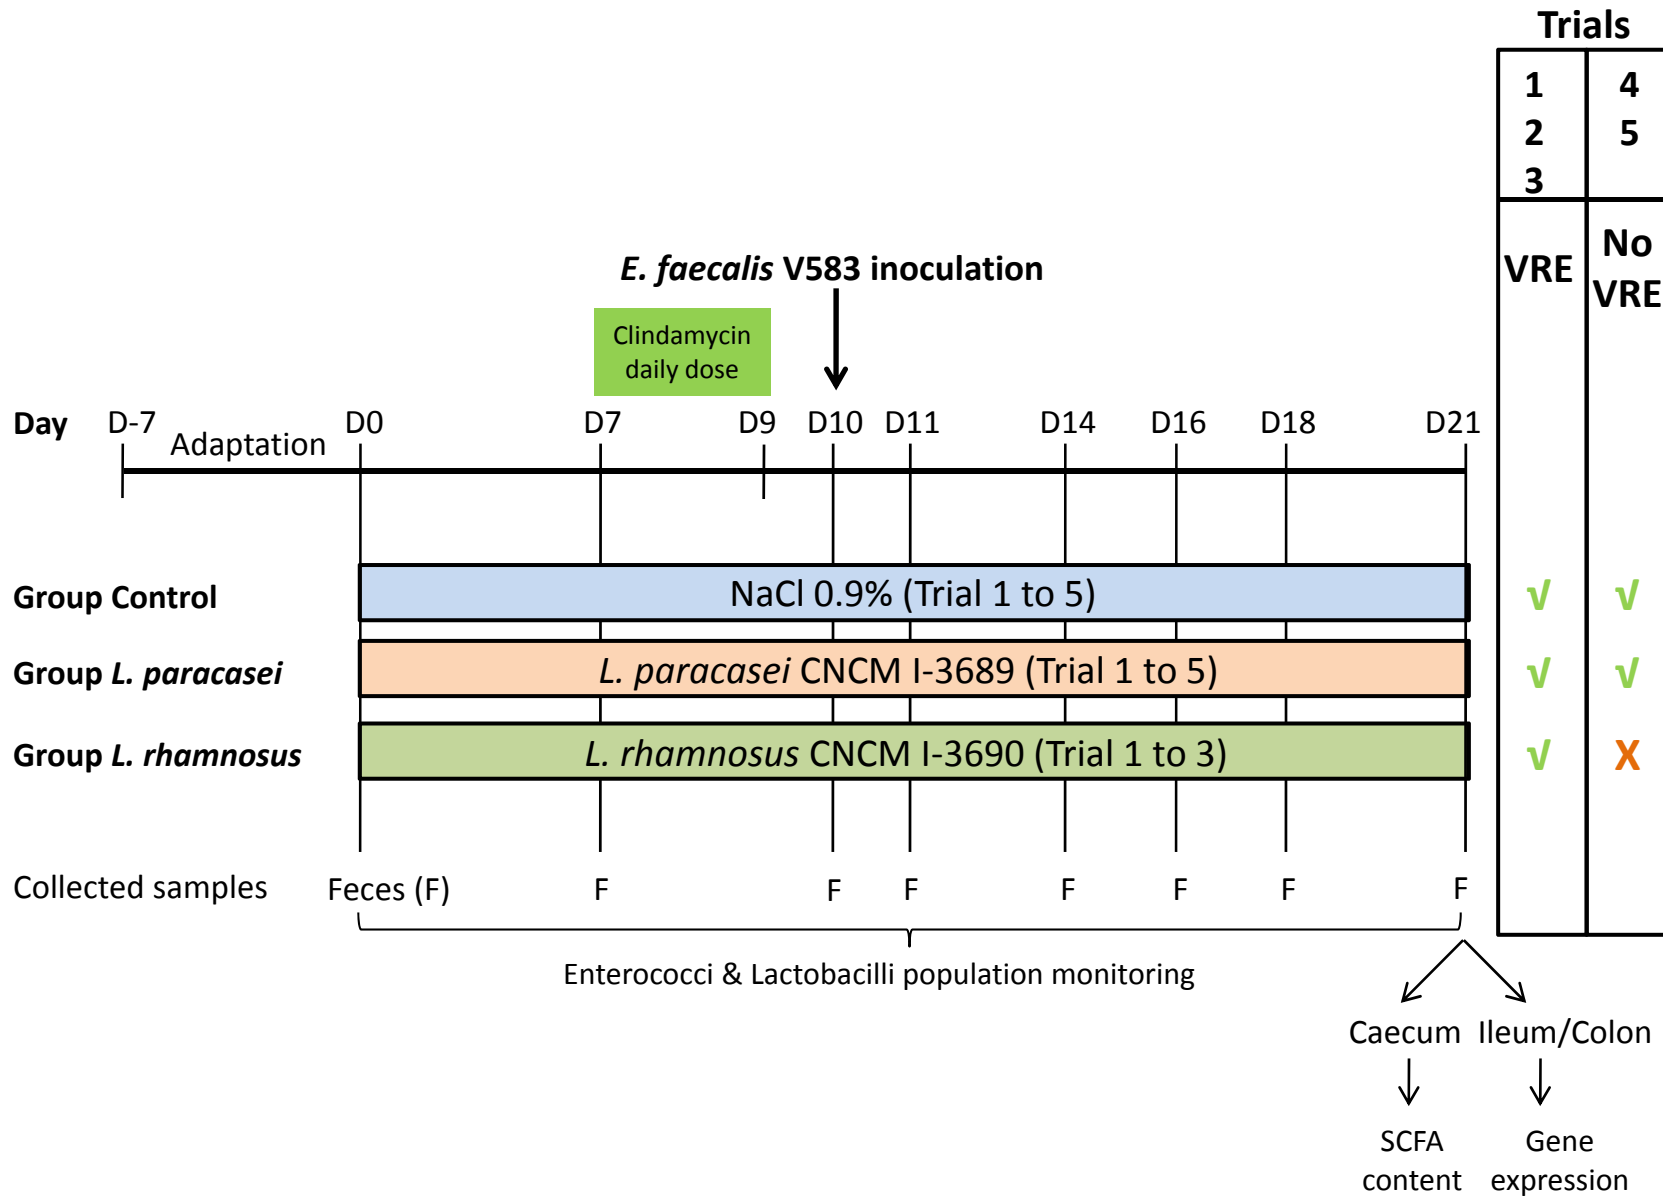 Trials
1 4
2 5
3
VRE No VRE
E. faecalis V583 inoculation
Clindamycin
daily dose
Day D-7 D0 D7 D9 D10 D11 D14 D16 D18 D21
Adaptation
Group Control NaCl 0.9% (Trial 1 to 5) √ √
Group L. paracasei L. paracasei CNCM I-3689 (Trial 1 to 5) √ √
Group L. rhamnosus L. rhamnosus CNCM I-3690 (Trial 1 to 3) √ X
Collected samples Feces (F) F F F F F F F
Enterococci & Lactobacilli population monitoring
Caecum Ileum/Colon
SCFA Gene
content expression